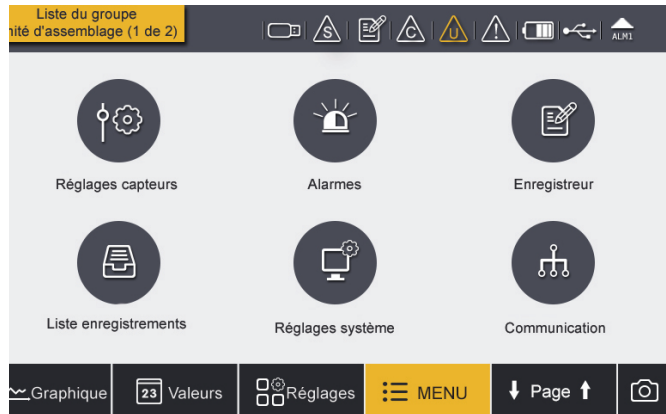 Liste du groupe
nité d'assemblage (1 de 2)
S
C
U
ALM1
Réglages capteurs
Alarmes
Enregistreur
Liste enregistrements
Réglages système
Communication
Graphique
23 Valeurs
Réglages
MENU
Page